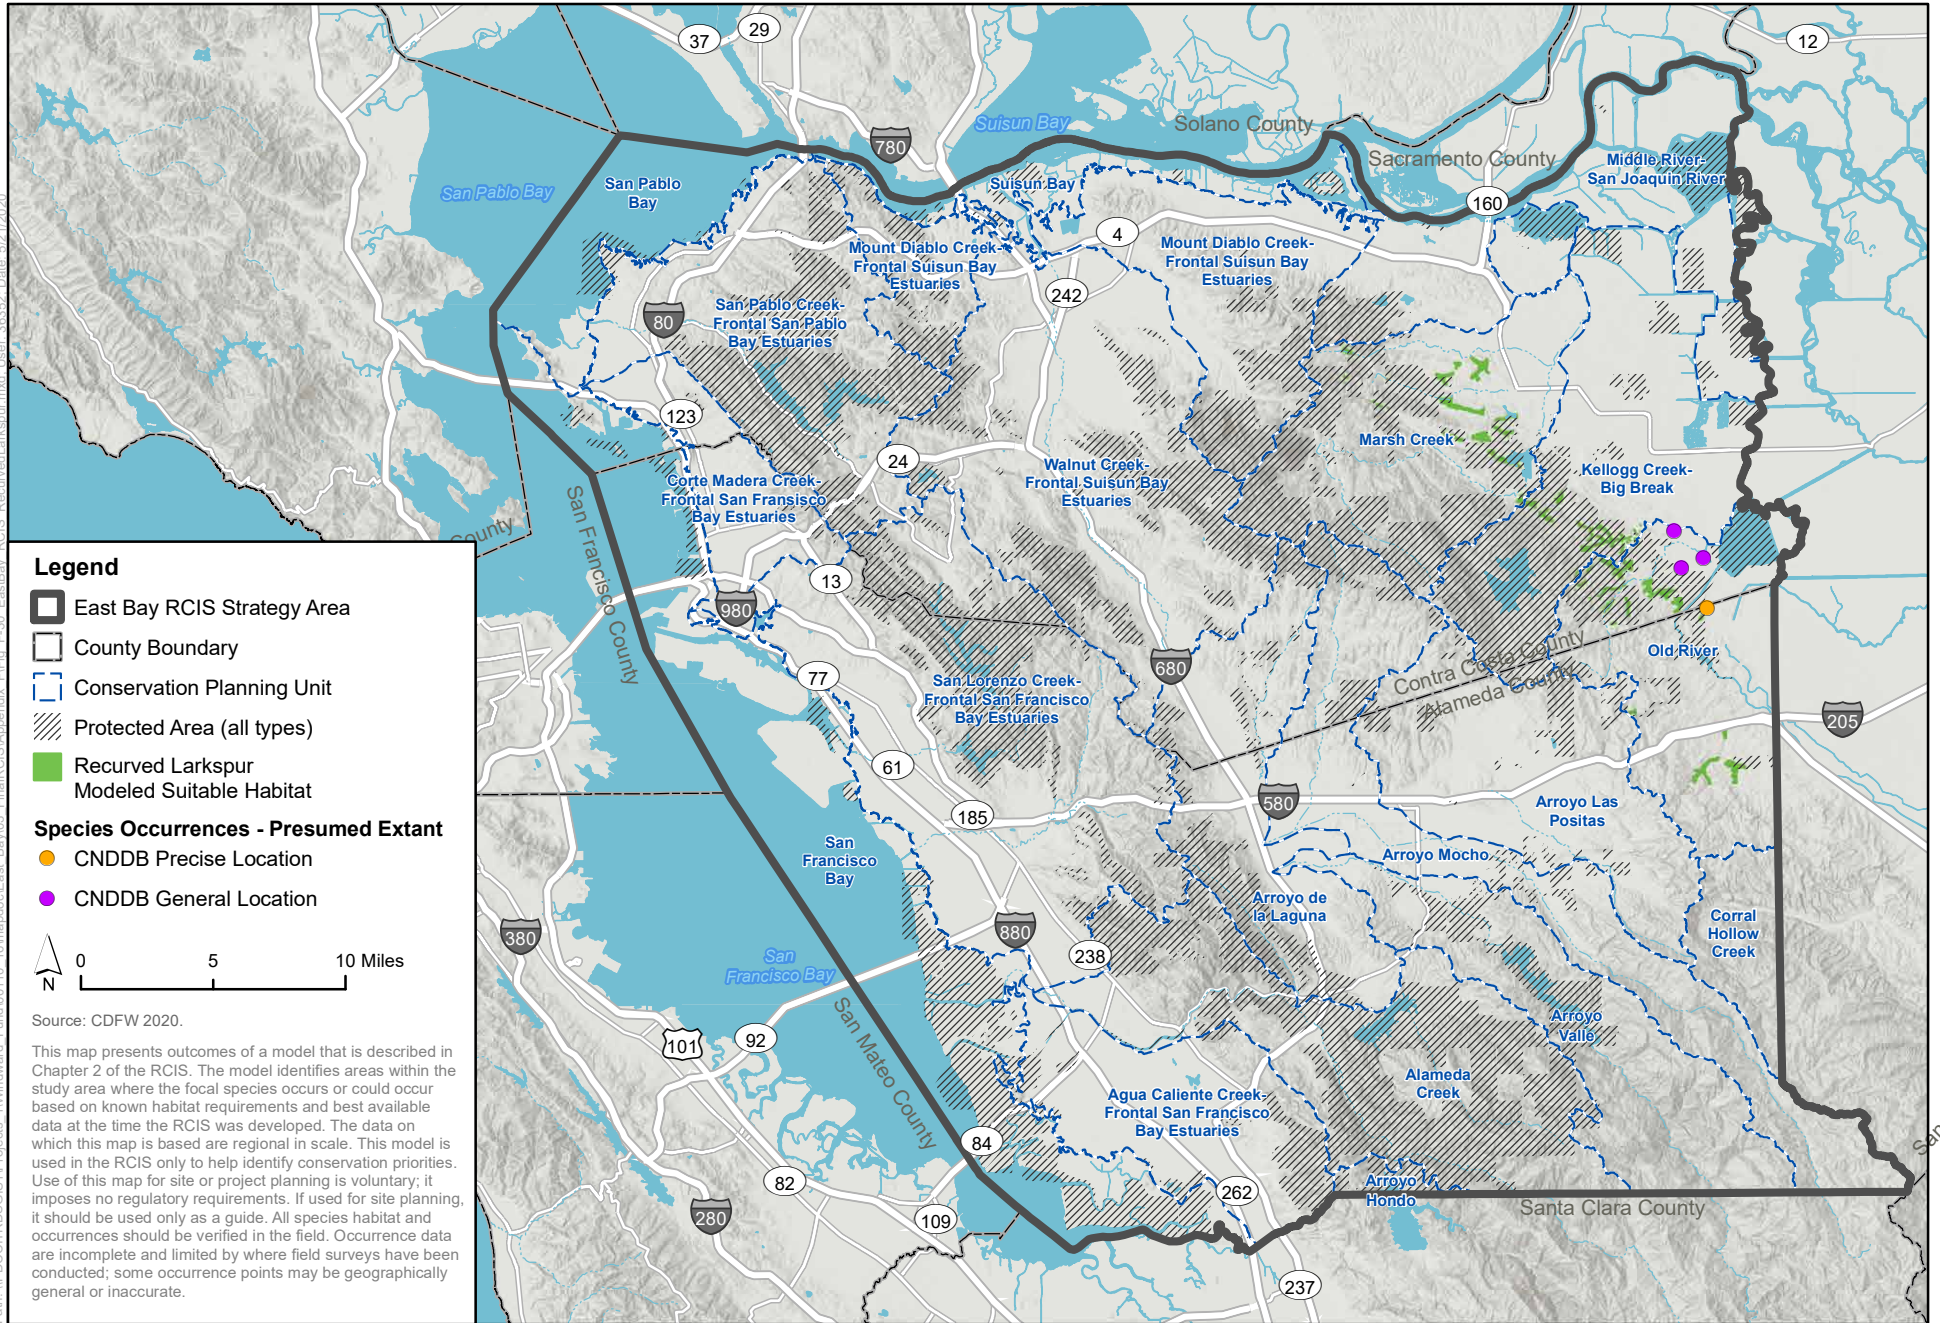 37
29
12
780
Suisun Bay
Solano County
Sacramento County
Middle River-
San Joaquin River
San Pablo Bay
San Pablo
Bay
Suisun Bay
160
4
Mount Diablo Creek-
Frontal Suisun Bay
Estuaries
Mount Diablo Creek-
Frontal Suisun Bay
Estuaries
242
San Pablo Creek-
Frontal San Pablo
Bay Estuaries
80
123
24
Marsh Creek
Walnut Creek-
Frontal Suisun Bay
Estuaries
Kellogg Creek-
Big Break
Corte Madera Creek-
Frontal San Fransisco
Bay Estuaries
County
San Francisco County
13
980
680
Contra Costa County
Alameda County
Old River
77
San Lorenzo Creek-
Frontal San Francisco
Bay Estuaries
205
61
580
185
Arroyo Las
Positas
San
Francisco
Bay
Arroyo Mocho
Arroyo de
la Laguna
Corral
Hollow
Creek
380
880
238
San
Francisco Bay
San Mateo County
101
92
Arroyo
Valle
Alameda
Creek
Agua Caliente Creek-
Frontal San Francisco
Bay Estuaries
84
82
280
109
262
Arroyo
Hondo
Santa Clara County
San
237
Legend
East Bay RCIS Strategy Area
County Boundary
Conservation Planning Unit
Protected Area (all types)
Recurved Larkspur
Modeled Suitable Habitat
Species Occurrences - Presumed Extant
CNDDB Precise Location
CNDDB General Location
N
0 5 10 Miles
Source: CDFW 2020.
This map presents outcomes of a model that is described in
Chapter 2 of the RCIS. The model identifies areas within the
study area where the focal species occurs or could occur
based on known habitat requirements and best available
data at the time the RCIS was developed. The data on
which this map is based are regional in scale. This model is
used in the RCIS only to help identify conservation priorities.
Use of this map for site or project planning is voluntary; it
imposes no regulatory requirements. If used for site planning,
it should be used only as a guide. All species habitat and
occurrences should be verified in the field. Occurrence data
are incomplete and limited by where field surveys have been
conducted; some occurrence points may be geographically
general or inaccurate.